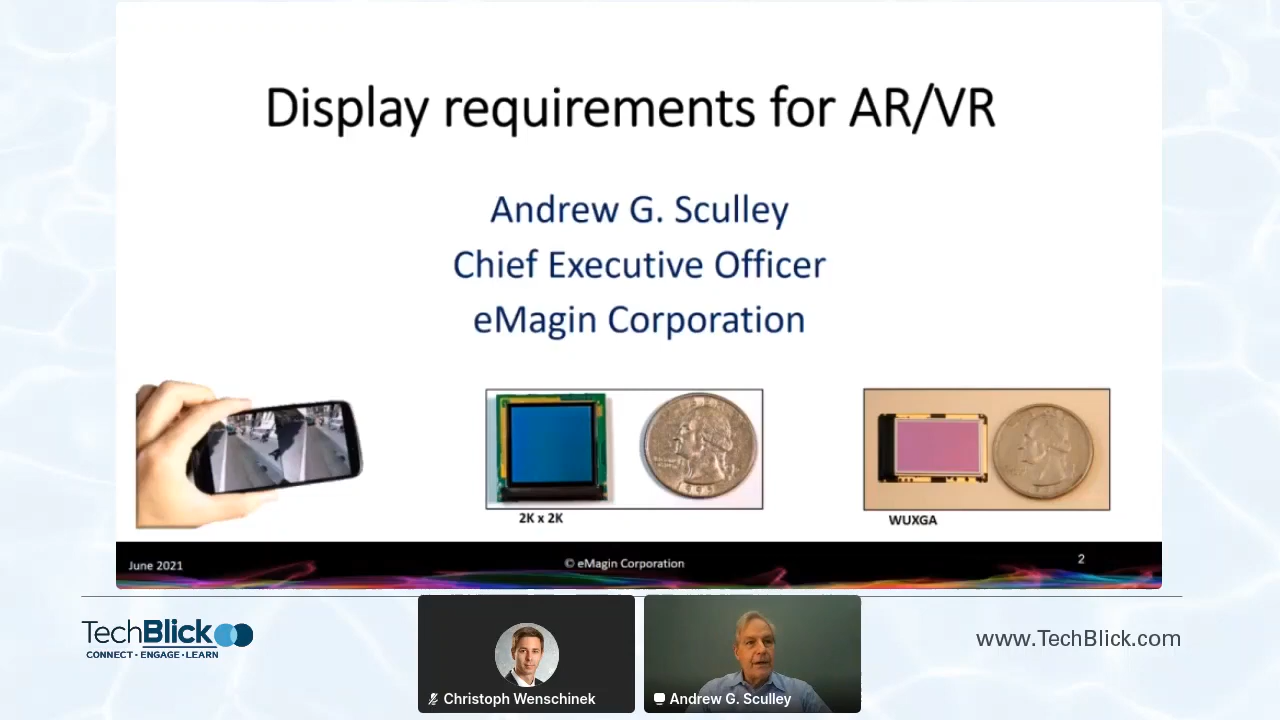 Display requirements for AR/VR
Andrew G. Sculley
Chief Executive Officer
eMagin Corporation
2K x 2K
WUXGA
June 2021
© eMagin Corporation
2
TechBlick
CONNECT · ENGAGE · LEARN
Christoph Wenschinek
Andrew G. Sculley
www.TechBlick.com